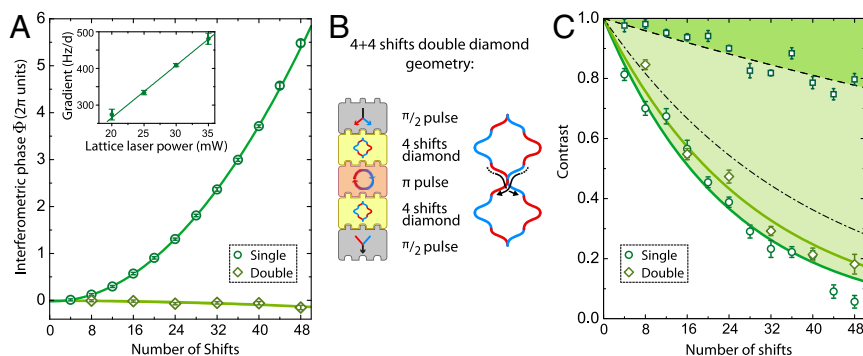 A
Interferometric phase Φ (2π units)
6
5
4
3
2
1
0
0 8 16 24 32 40 48
Number of Shifts
Gradient (Hz/d)
500
400
300
20 25 30 35
Lattice laser power (mW)
Single
Double
B
4+4 shifts double diamond
geometry:
π/2 pulse
4 shifts
diamond
π pulse
4 shifts
diamond
π/2 pulse
C
Contrast
1.0
0.8
0.6
0.4
0.2
0.0
0 8 16 24 32 40 48
Number of shifts
Single
Double